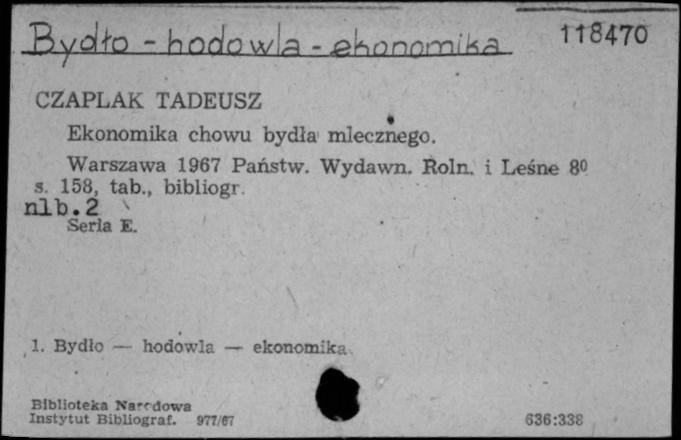 Bydło - hodowla - ekonomika 118470
CZAPLAK TADEUSZ
Ekonomika chowu bydła mlecznego.
Warszawa 1967 Państw. Wydawn. Roln. i Leśne 8⁰
s. 158, tab., bibliogr.
nlb. 2
Seria E.
1. Bydło — hodowla — ekonomika
Biblioteka Narodowa
Instytut Bibliograf. 977/67 636:338